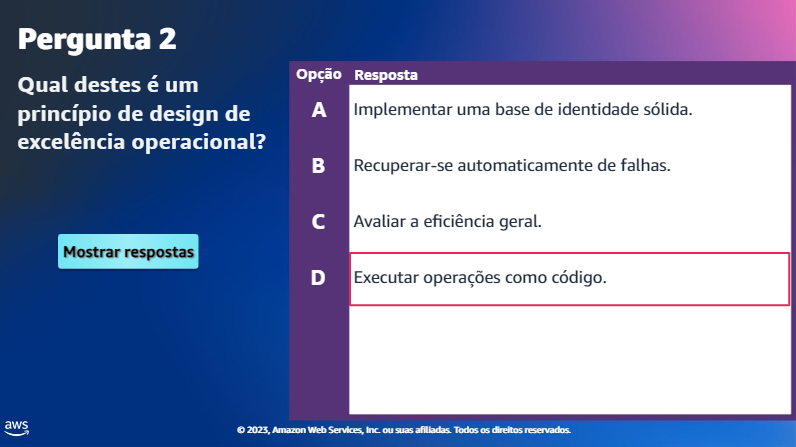 Pergunta 2
Qual destes é um
princípio de design de
excelência operacional?
Mostrar respostas
Opção Resposta
A Implementar uma base de identidade sólida.
B Recuperar-se automaticamente de falhas.
C Avaliar a eficiência geral.
D Executar operações como código.
aws
© 2023, Amazon Web Services, Inc. ou suas afiliadas. Todos os direitos reservados.